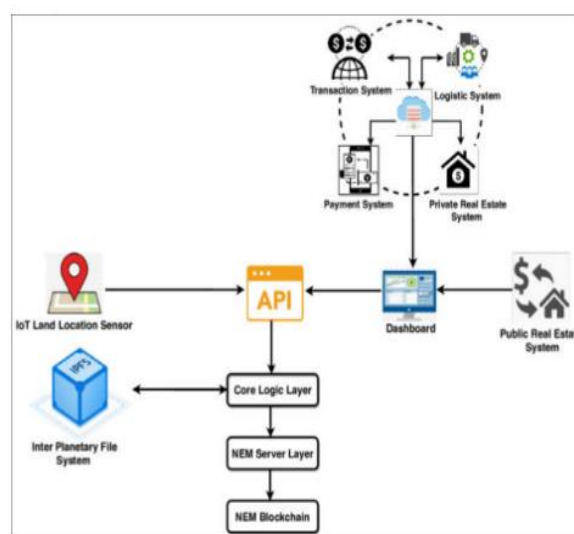 Transaction System
Logistic System
Payment System
Private Real Estate
System
API
IoT Land Location Sensor
Dashboard
Public Real Estat
System
IPFS
Core Logic Layer
Inter Planetary File
System
NEM Server Layer
NEM Blockchain